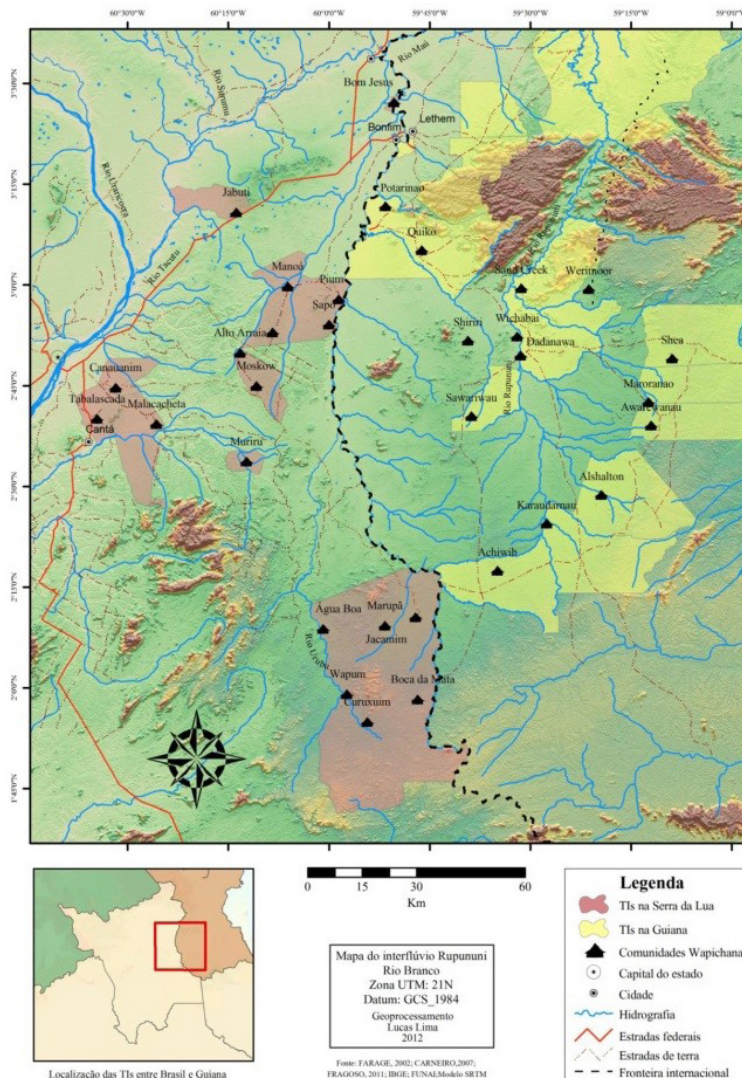 60°30'0"W 60°15'0"W 60°0'0"W 59°45'0"W 59°30'0"W 59°15'0"W 59°0'0"W
3°30'0"N
3°15'0"N
3°0'0"N
2°45'0"N
2°15'0"N
2°0'0"N
1°45'0"N
Rio Maú
Rio Surumu
Bom Jesus
Lethem
Bonfim
Rio Uraricoera
Jabuti
Potarinao
Quiko
Rio Tacutu
Manoá
Pium
Sand Creek
Werimoor
Sapo
Alto Arraia
Shiriri
Wichabai
Dadanawa
Shea
Moskow
Canauanim
Rio Rupununi
Tabalascada
Malacacheta
Sawariwau
Maroranao
Awarewanau
Cantá
Muriru
Alshalton
Karaudarnau
Achiwib
Água Boa
Marupá
Jacamim
Rio Urubu
Wapum
Boca da Mata
Curuxuim
0 15 30 60
Km
Mapa do interflúvio Rupununi
Rio Branco
Zona UTM: 21N
Datum: GCS_1984
Geoprocessamento
Lucas Lima
2012
Fonte: FARAGE, 2002; CARNEIRO,2007;
FRAGOSO, 2011; IBGE; FUNAI;Modelo SRTM
Localização das TIs entre Brasil e Guiana
Legenda
TIs na Serra da Lua
TIs na Guiana
Comunidades Wapichana
Capital do estado
Cidade
Hidrografia
Estradas federais
Estradas de terra
Fronteira internacional